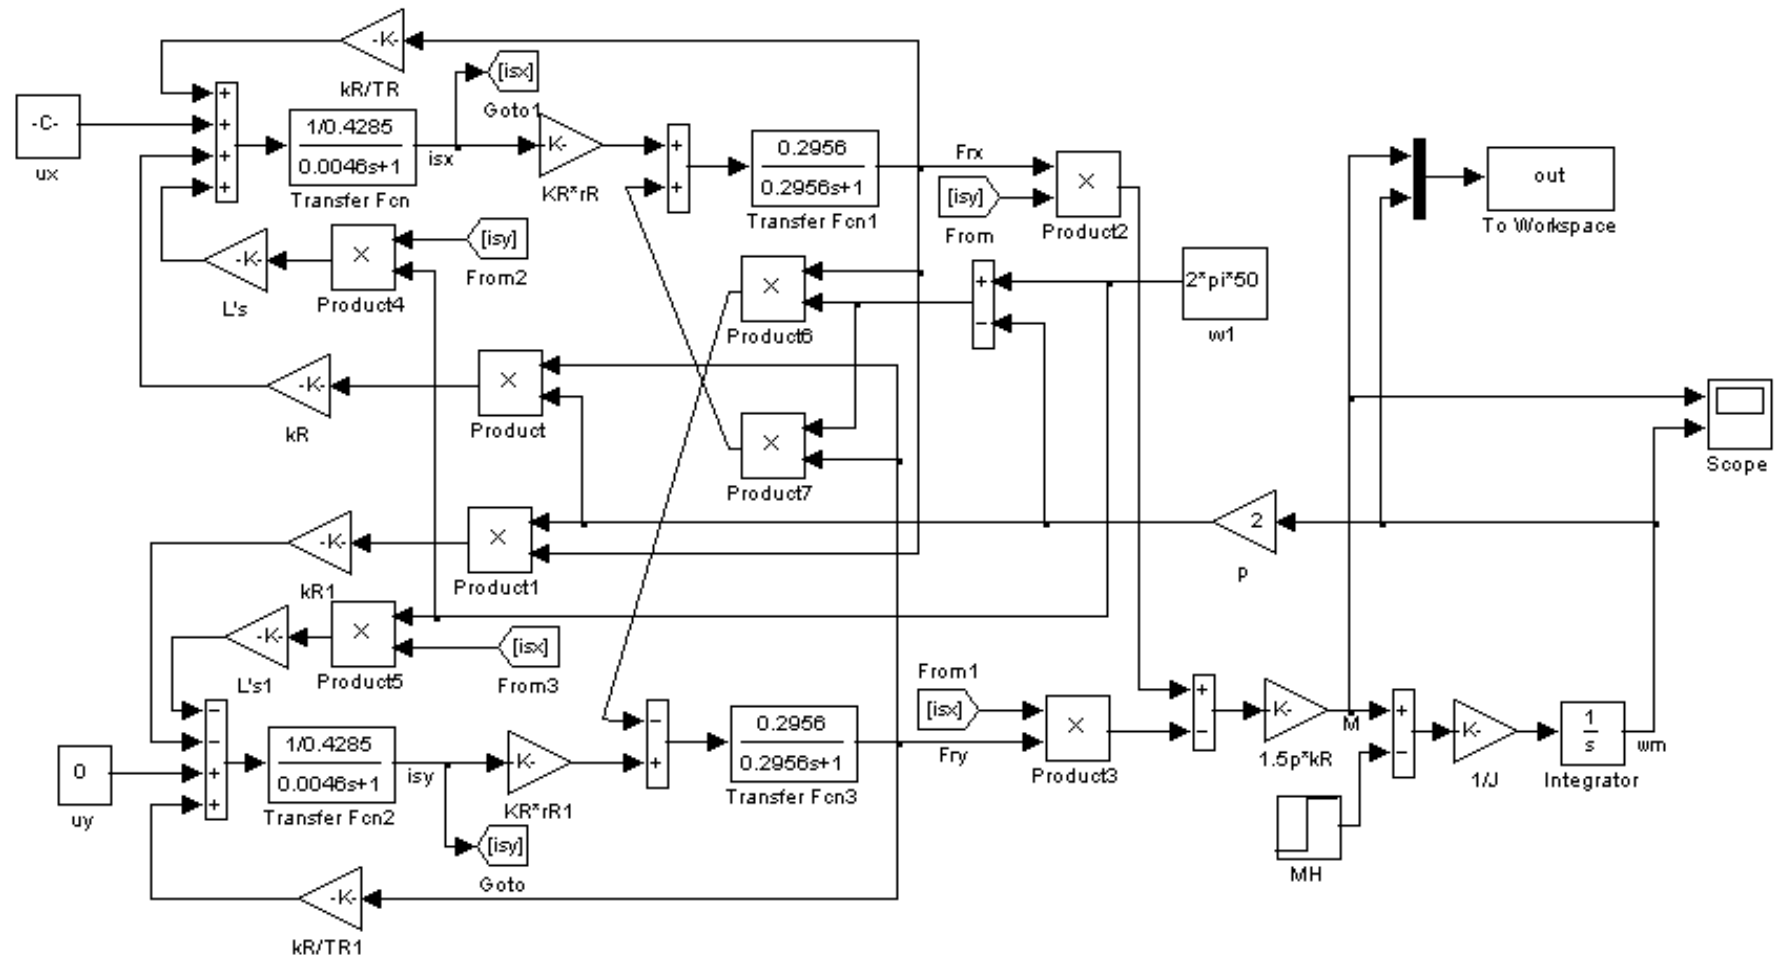 -K-
kR/TR
[isx]
Goto1
-C-
ux
+
+
+
+
1/0.4285
0.0046s+1
Transfer Fcn
isx
K-
KR*rR
+
+
0.2956
0.2956s+1
Transfer Fcn1
Frx
[isy]
From
×
Product2
out
To Workspace
-K-
L's
×
Product4
[isy]
From2
×
Product6
+
−
2*pi*50
w1
-K-
kR
×
Product
×
Product7
Scope
-K-
kR1
×
Product1
2
p
-K-
L's1
×
Product5
[isx]
From3
0
uy
−
−
+
+
1/0.4285
0.0046s+1
Transfer Fcn2
isy
K-
KR*rR1
[isy]
Goto
−
+
0.2956
0.2956s+1
Transfer Fcn3
From1
[isx]
Fry
×
Product3
+
−
K-
1.5p*kR
M
+
−
K-
1/J
1
s
Integrator
wm
MH
-K-
kR/TR1